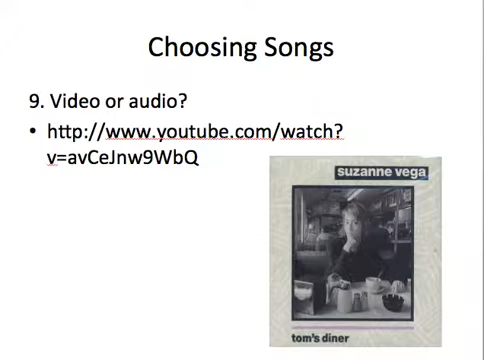 Choosing Songs
9. Video or audio?
• http://www.youtube.com/watch?
v=avCeJnw9WbQ
suzanne vega
tom's diner